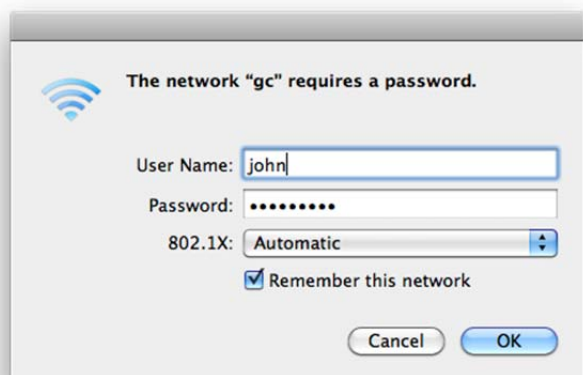 The network “gc” requires a password.
User Name: john
Password: •••••••••
802.1X: Automatic
Remember this network
Cancel OK